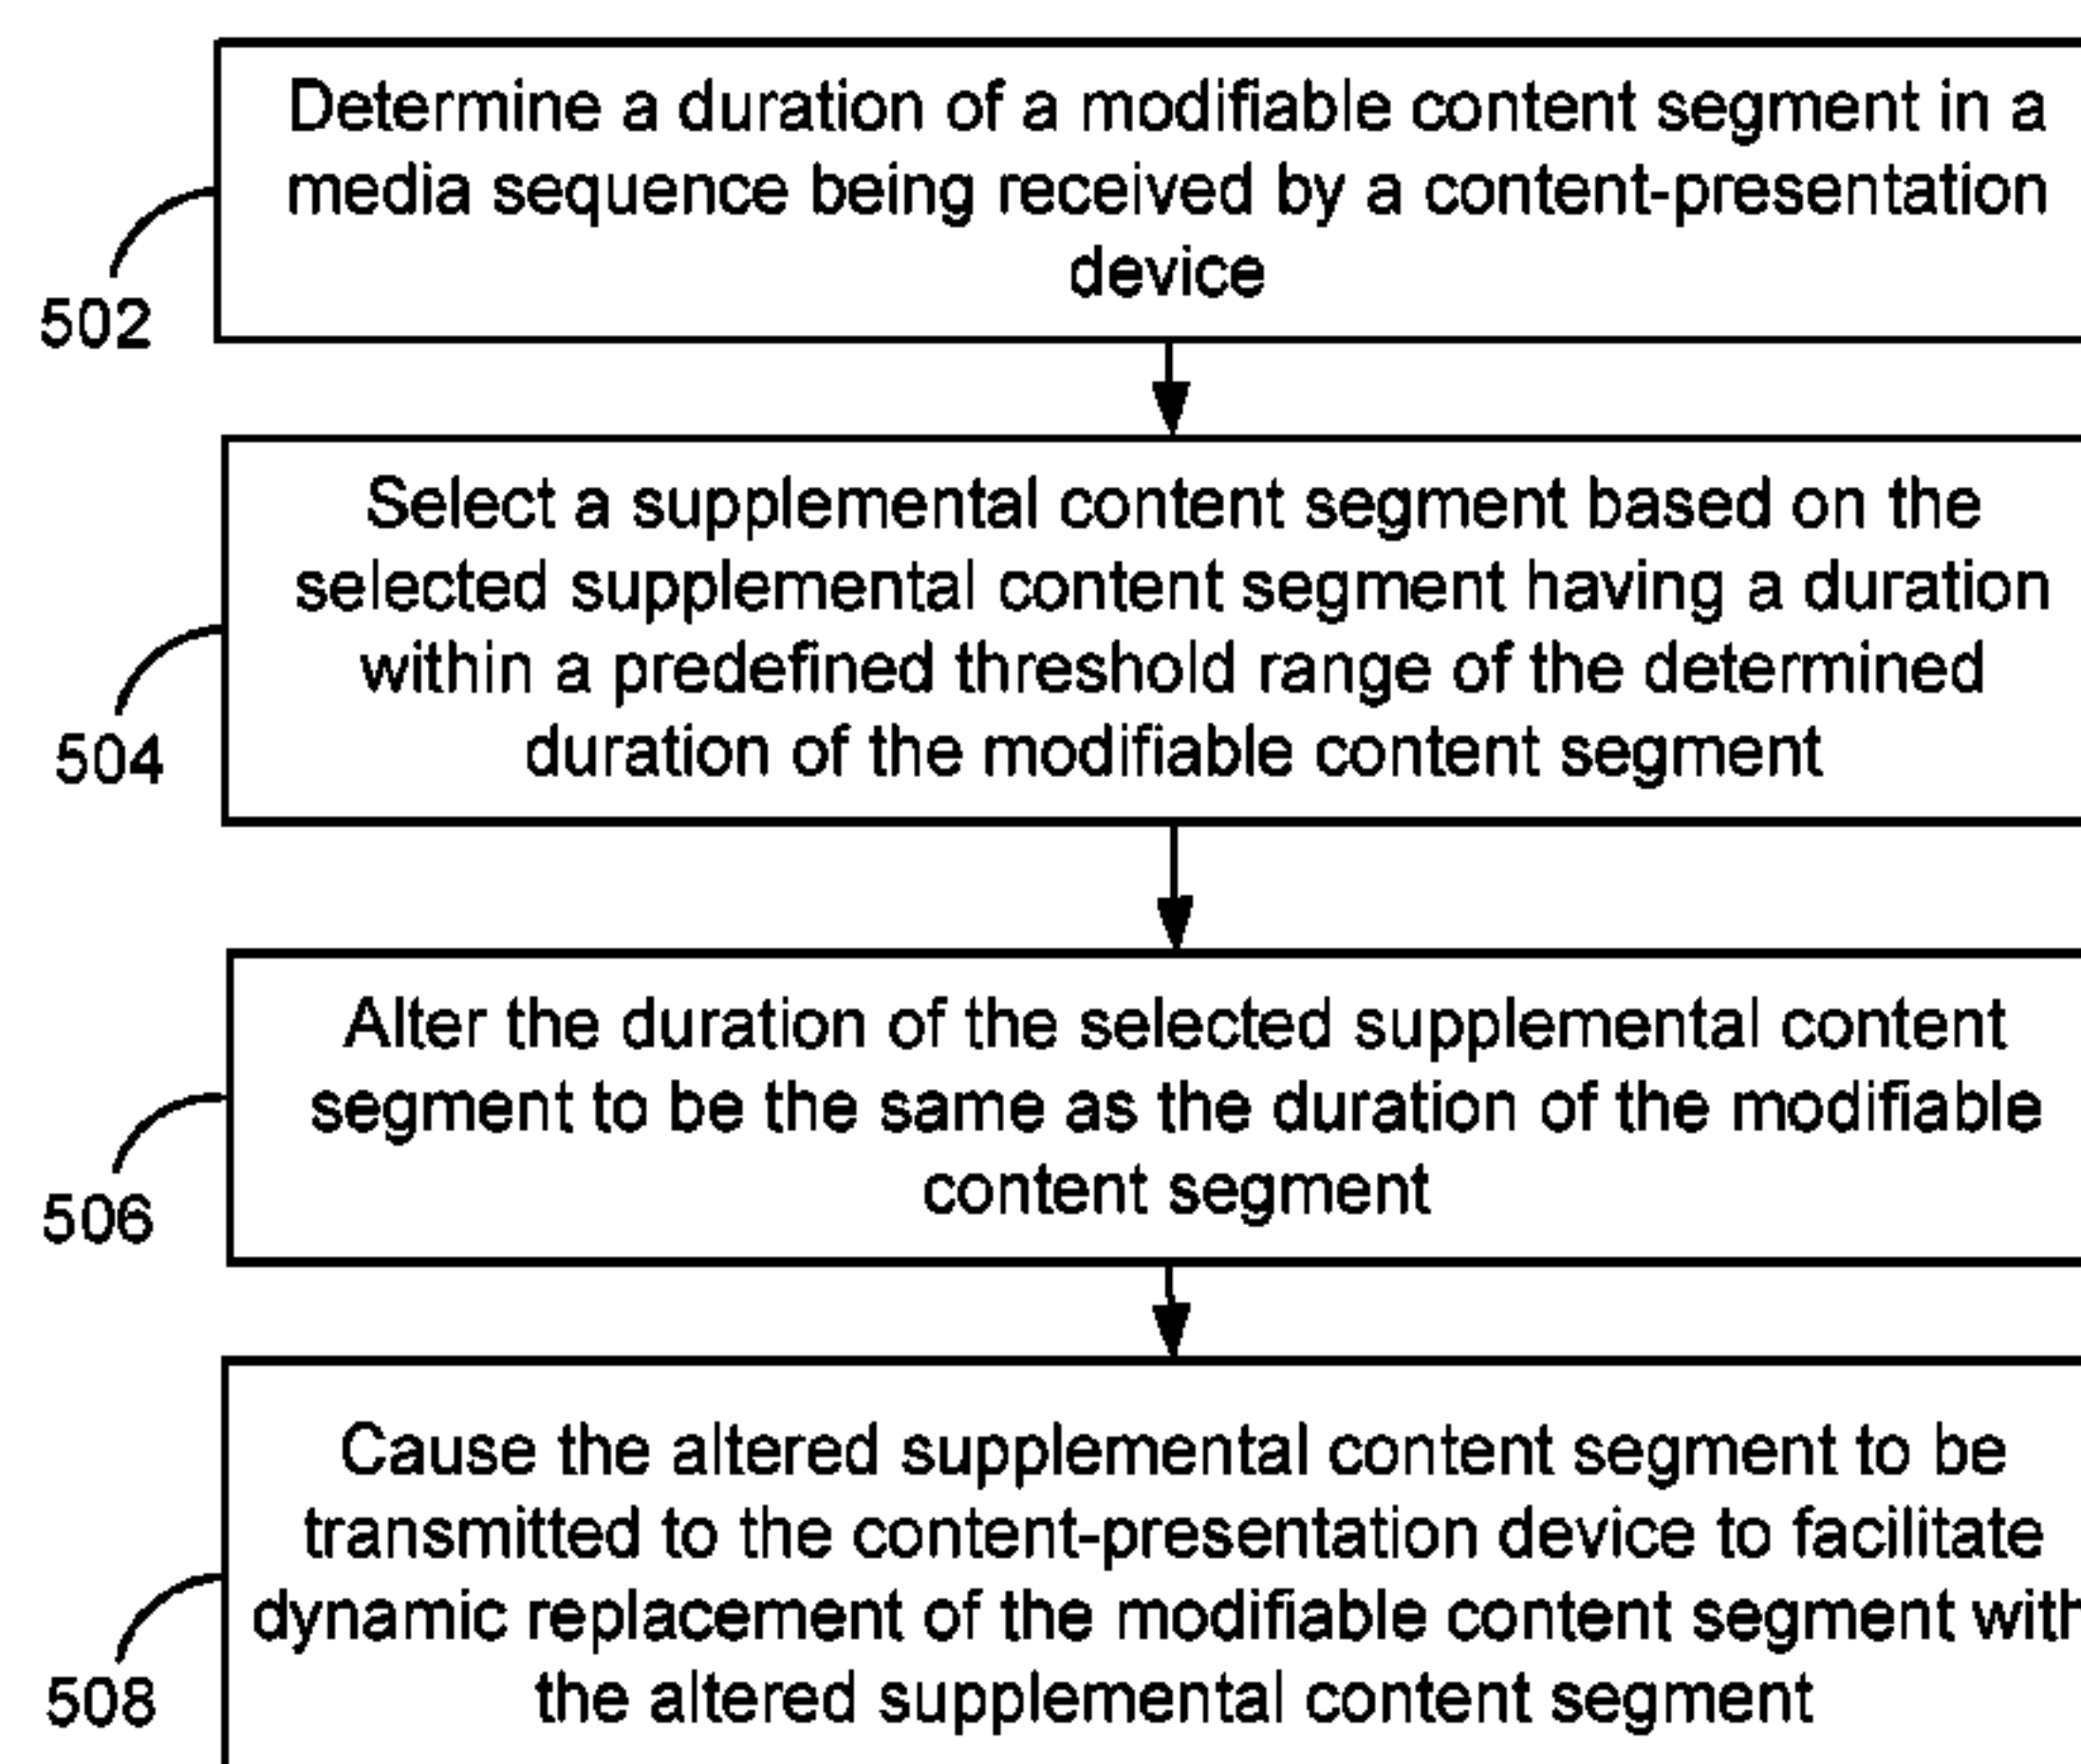 Determine a duration of a modifiable content segment in a
media sequence being received by a content-presentation
device
502
Select a supplemental content segment based on the
selected supplemental content segment having a duration
within a predefined threshold range of the determined
duration of the modifiable content segment
504
Alter the duration of the selected supplemental content
segment to be the same as the duration of the modifiable
content segment
506
Cause the altered supplemental content segment to be
transmitted to the content-presentation device to facilitate
dynamic replacement of the modifiable content segment with
the altered supplemental content segment
508